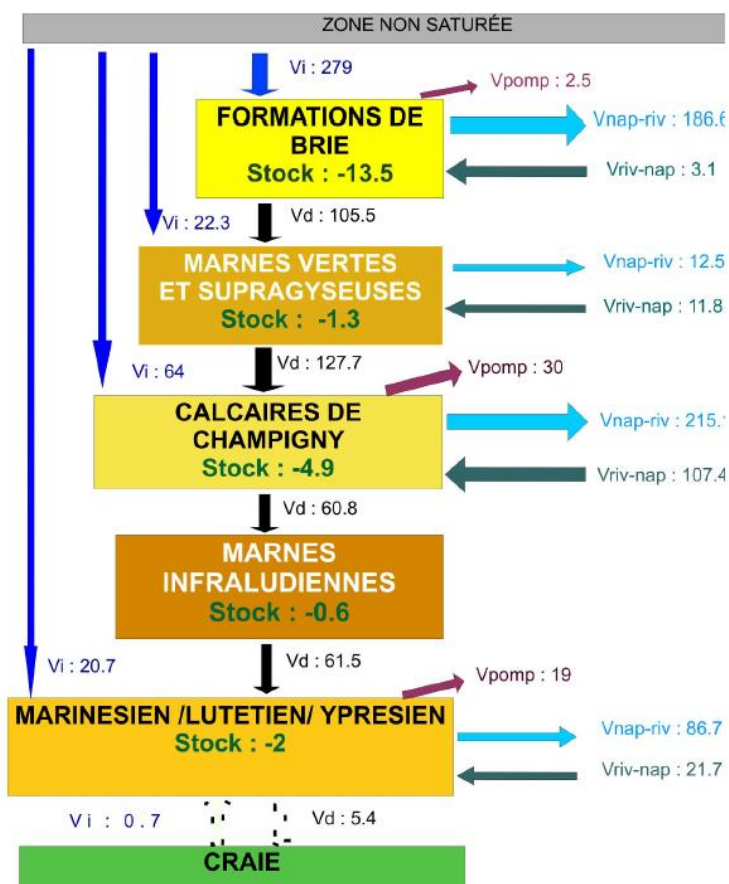 ZONE NON SATURÉE
Vi : 279
Vpomp : 2.5
FORMATIONS DE
BRIE
Stock : -13.5
Vnap-riv : 186.6
Vriv-nap : 3.1
Vi : 22.3
Vd : 105.5
MARNES VERTES
ET SUPRAGYSEUSES
Stock : -1.3
Vnap-riv : 12.5
Vriv-nap : 11.8
Vi : 64
Vd : 127.7
Vpomp : 30
CALCAIRES DE
CHAMPIGNY
Stock : -4.9
Vnap-riv : 215.
Vriv-nap : 107.4
Vd : 60.8
MARNES
INFRALUDIENNES
Stock : -0.6
Vi : 20.7
Vd : 61.5
Vpomp : 19
MARINESIEN /LUTETIEN/ YPRESIEN
Stock : -2
Vnap-riv : 86.7
Vriv-nap : 21.7
Vi : 0.7
Vd : 5.4
CRAIE